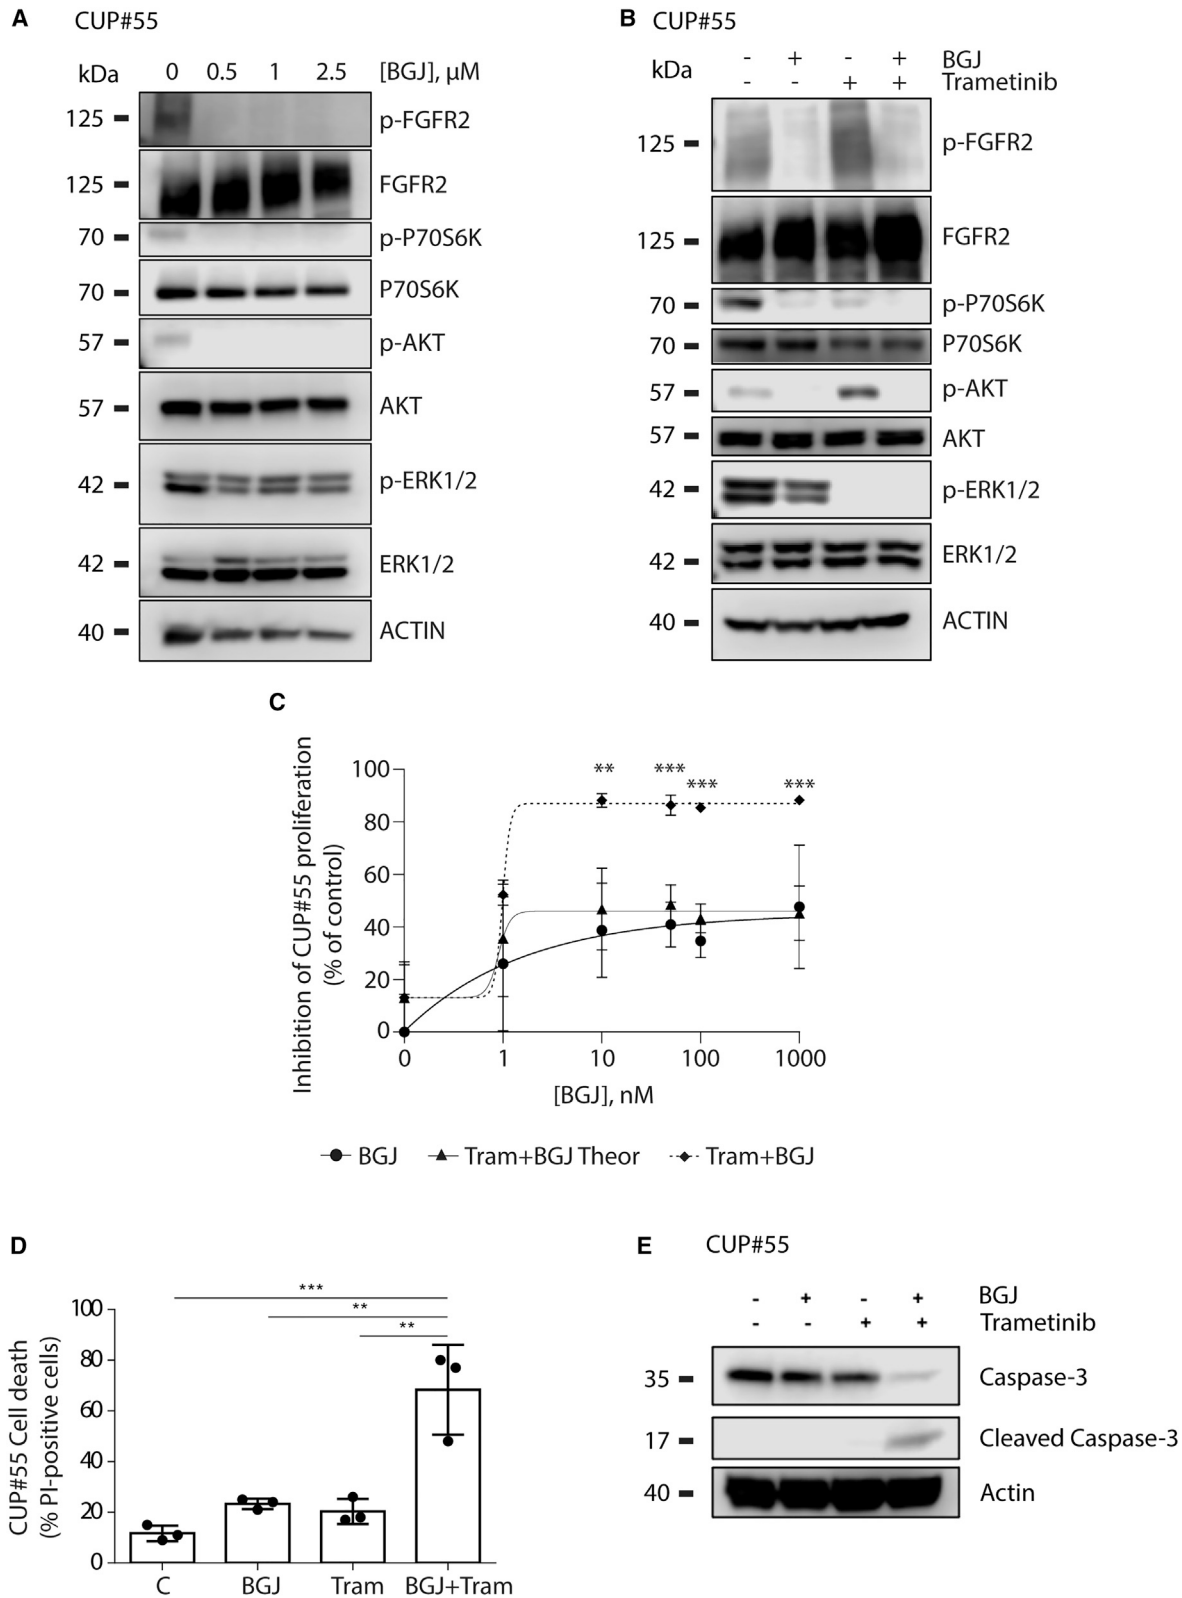 A CUP#55
kDa 0 0.5 1 2.5 [BGJ], µM
125 p-FGFR2
125 FGFR2
70 p-P70S6K
70 P70S6K
57 p-AKT
57 AKT
42 p-ERK1/2
42 ERK1/2
40 ACTIN
B CUP#55
- + - + BGJ
kDa - - + + Trametinib
125 p-FGFR2
125 FGFR2
70 p-P70S6K
70 P70S6K
57 p-AKT
57 AKT
42 p-ERK1/2
42 ERK1/2
40 ACTIN
C
Inhibition of CUP#55 proliferation
(% of control)
100
80
60
40
20
0
** *** *** ***
0 1 10 100 1000
[BGJ], nM
BGJ Tram+BGJ Theor Tram+BGJ
D
CUP#55 Cell death
(% PI-positive cells)
***
**
**
100
80
60
40
20
0
C BGJ Tram BGJ+Tram
E CUP#55
- + - + BGJ
- - + + Trametinib
35 Caspase-3
17 Cleaved Caspase-3
40 Actin